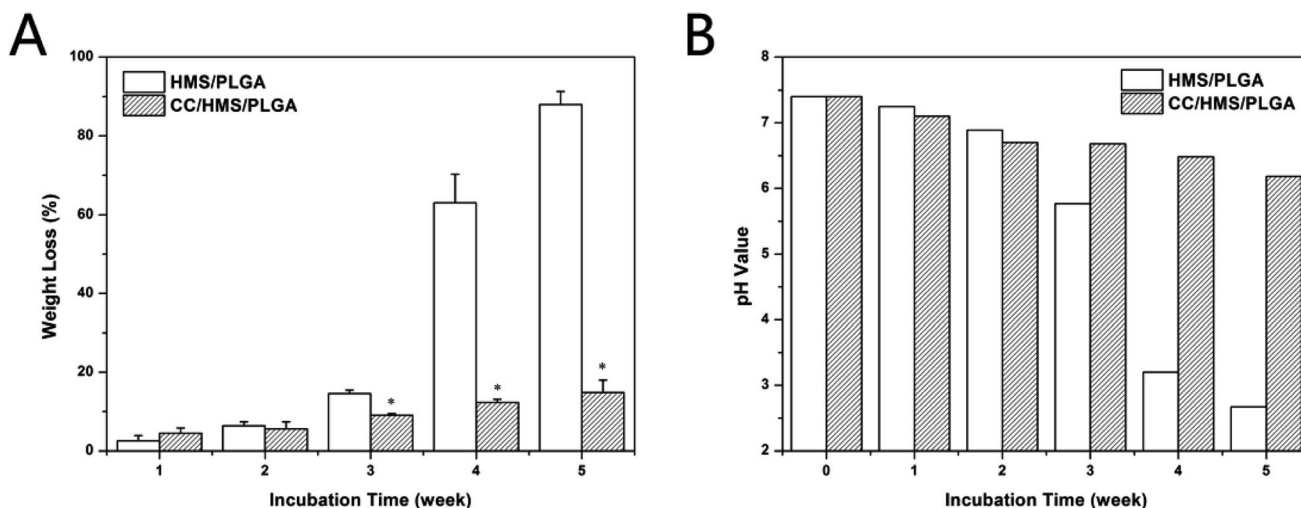 A
100
80
60
40
20
0
Weight Loss (%)
HMS/PLGA
CC/HMS/PLGA
*
*
*
1 2 3 4 5
Incubation Time (week)
B
8
7
6
5
4
3
2
pH Value
HMS/PLGA
CC/HMS/PLGA
0 1 2 3 4 5
Incubation Time (week)